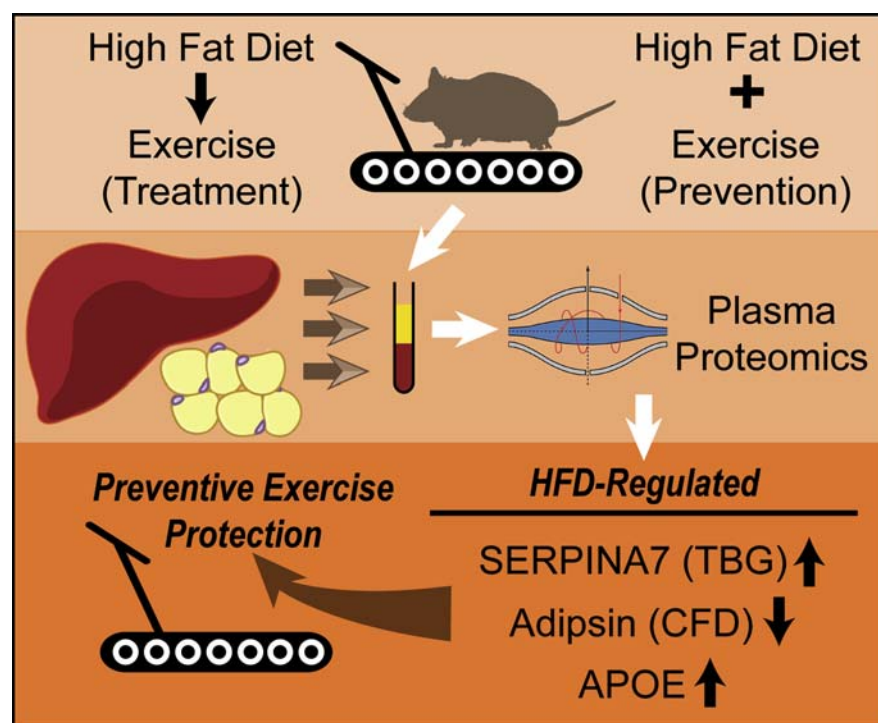 High Fat Diet
Exercise
(Treatment)
High Fat Diet
+
Exercise
(Prevention)
Plasma
Proteomics
Preventive Exercise
Protection
HFD-Regulated
SERPINA7 (TBG)
Adipsin (CFD)
APOE